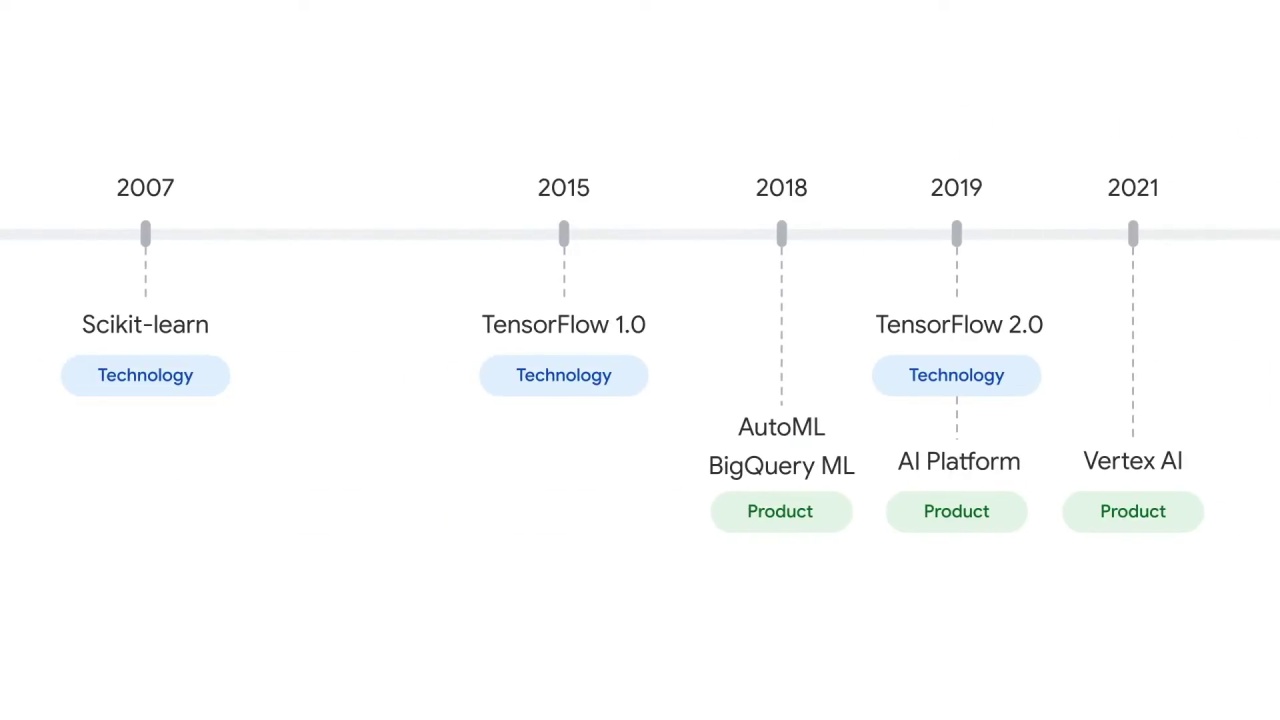 2007
2015
2018
2019
2021
Scikit-learn
TensorFlow 1.0
TensorFlow 2.0
Technology
Technology
Technology
AutoML
BigQuery ML
AI Platform
Vertex AI
Product
Product
Product